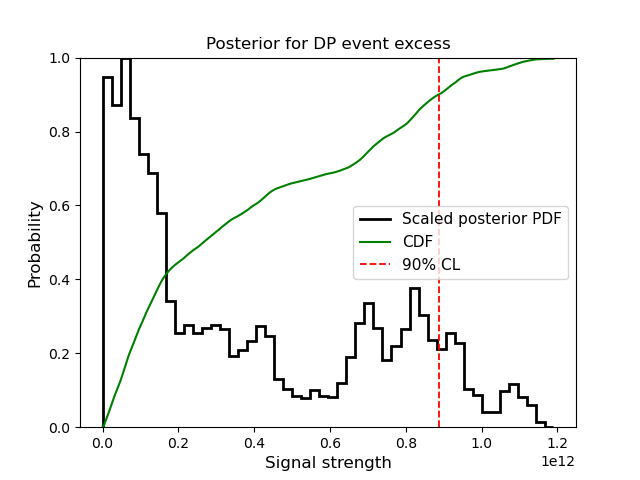 Posterior for DP event excess
Probability
1.0
0.8
0.6
0.4
0.2
0.0
Scaled posterior PDF
CDF
90% CL
0.0 0.2 0.4 0.6 0.8 1.0 1.2
1e12
Signal strength